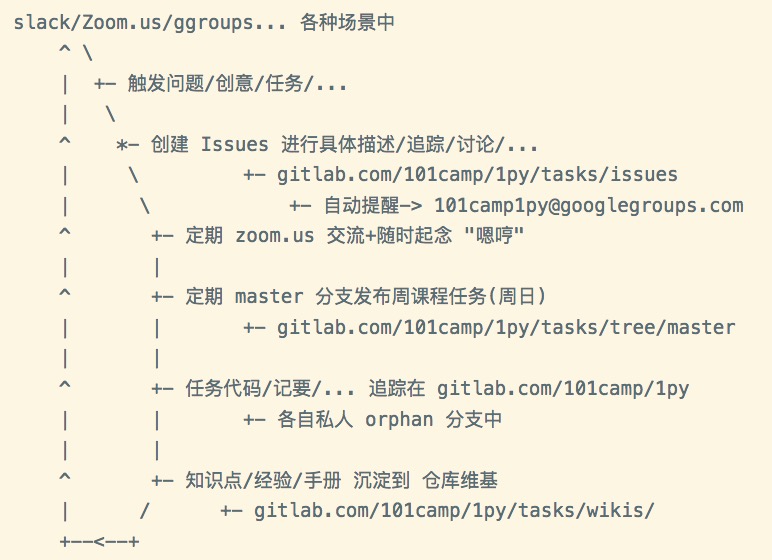 slack/Zoom.us/ggroups... 各种场景中
^ \
| +- 触发问题/创意/任务/...
| \
^ *- 创建 Issues 进行具体描述/追踪/讨论/...
| \ +- gitlab.com/101camp/1py/tasks/issues
| \ +- 自动提醒-> 101camp1py@googlegroups.com
^ +- 定期 zoom.us 交流+随时起念 "嗯哼"
| |
^ +- 定期 master 分支发布周课程任务(周日)
| | +- gitlab.com/101camp/1py/tasks/tree/master
| |
^ +- 任务代码/记要/... 追踪在 gitlab.com/101camp/1py
| | +- 各自私人 orphan 分支中
| |
^ +- 知识点/经验/手册 沉淀到 仓库维基
| / +- gitlab.com/101camp/1py/tasks/wikis/
+--<--+